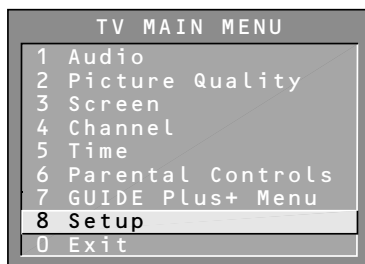 TV MAIN MENU
1 Audio
2 Picture Quality
3 Screen
4 Channel
5 Time
6 Parental Controls
7 GUIDE Plus+ Menu
8 Setup
0 Exit